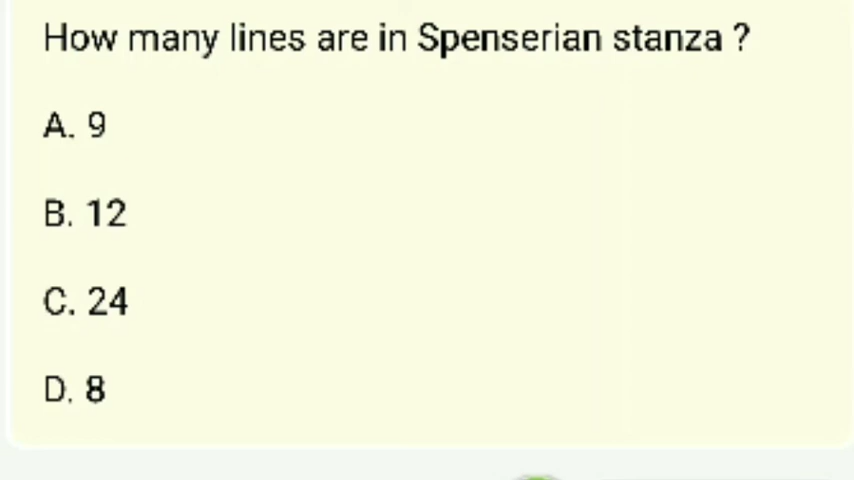 How many lines are in Spenserian stanza ?
A. 9
B. 12
C. 24
D. 8